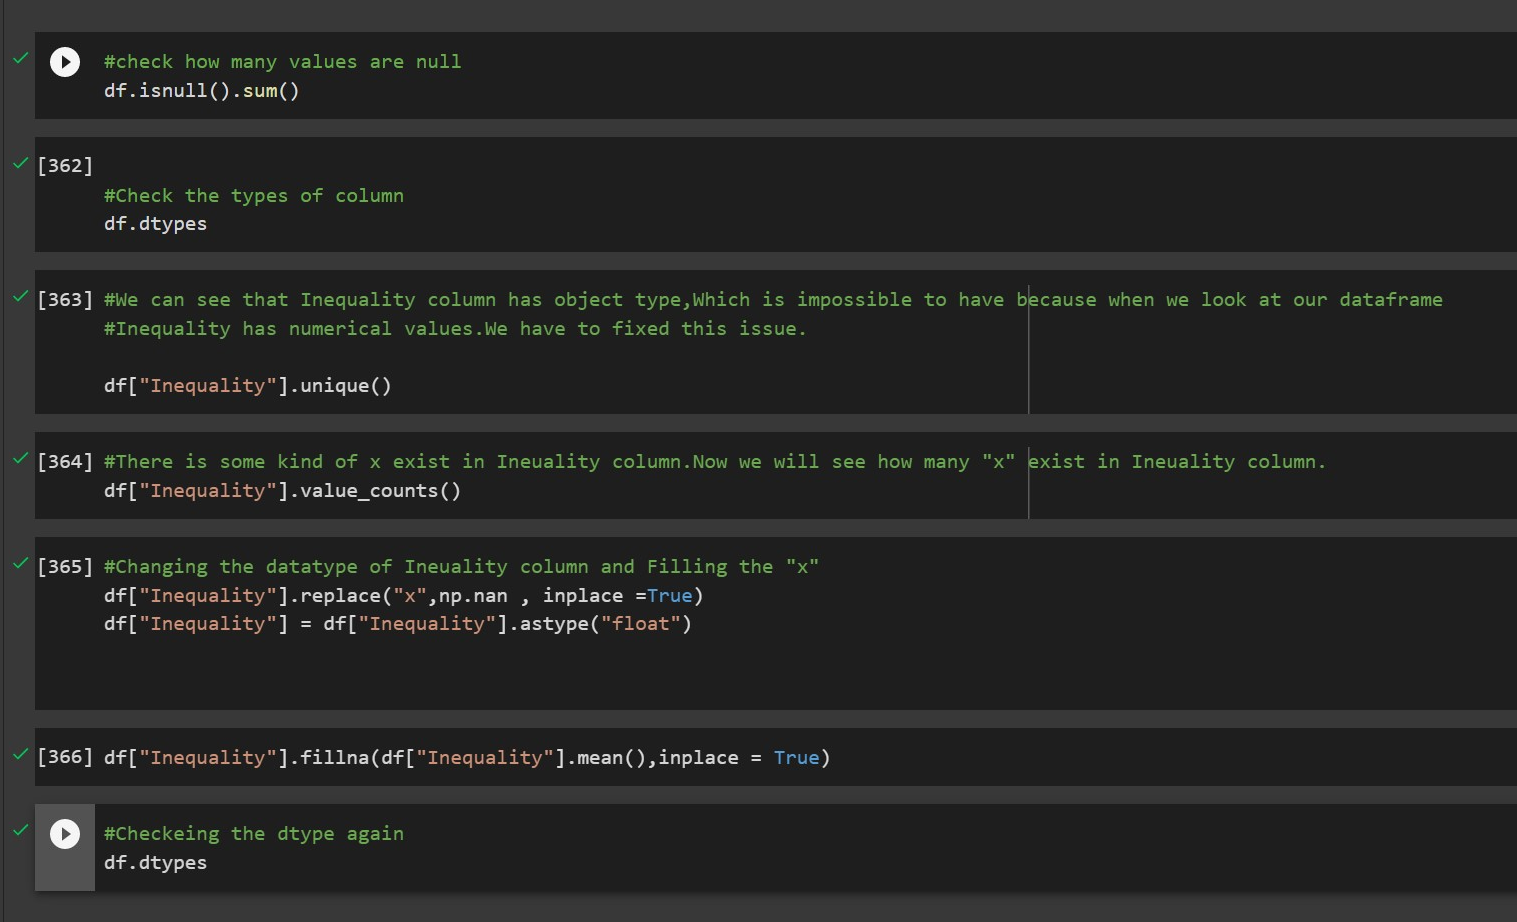 #check how many values are null
df.isnull().sum()
[362]
#Check the types of column
df.dtypes
[363] #We can see that Inequality column has object type,Which is impossible to have because when we look at our dataframe
#Inequality has numerical values.We have to fixed this issue.
df["Inequality"].unique()
[364] #There is some kind of x exist in Ineuality column.Now we will see how many "x" exist in Ineuality column.
df["Inequality"].value_counts()
[365] #Changing the datatype of Ineuality column and Filling the "x"
df["Inequality"].replace("x",np.nan , inplace =True)
df["Inequality"] = df["Inequality"].astype("float")
[366] df["Inequality"].fillna(df["Inequality"].mean(),inplace = True)
#Checkeing the dtype again
df.dtypes